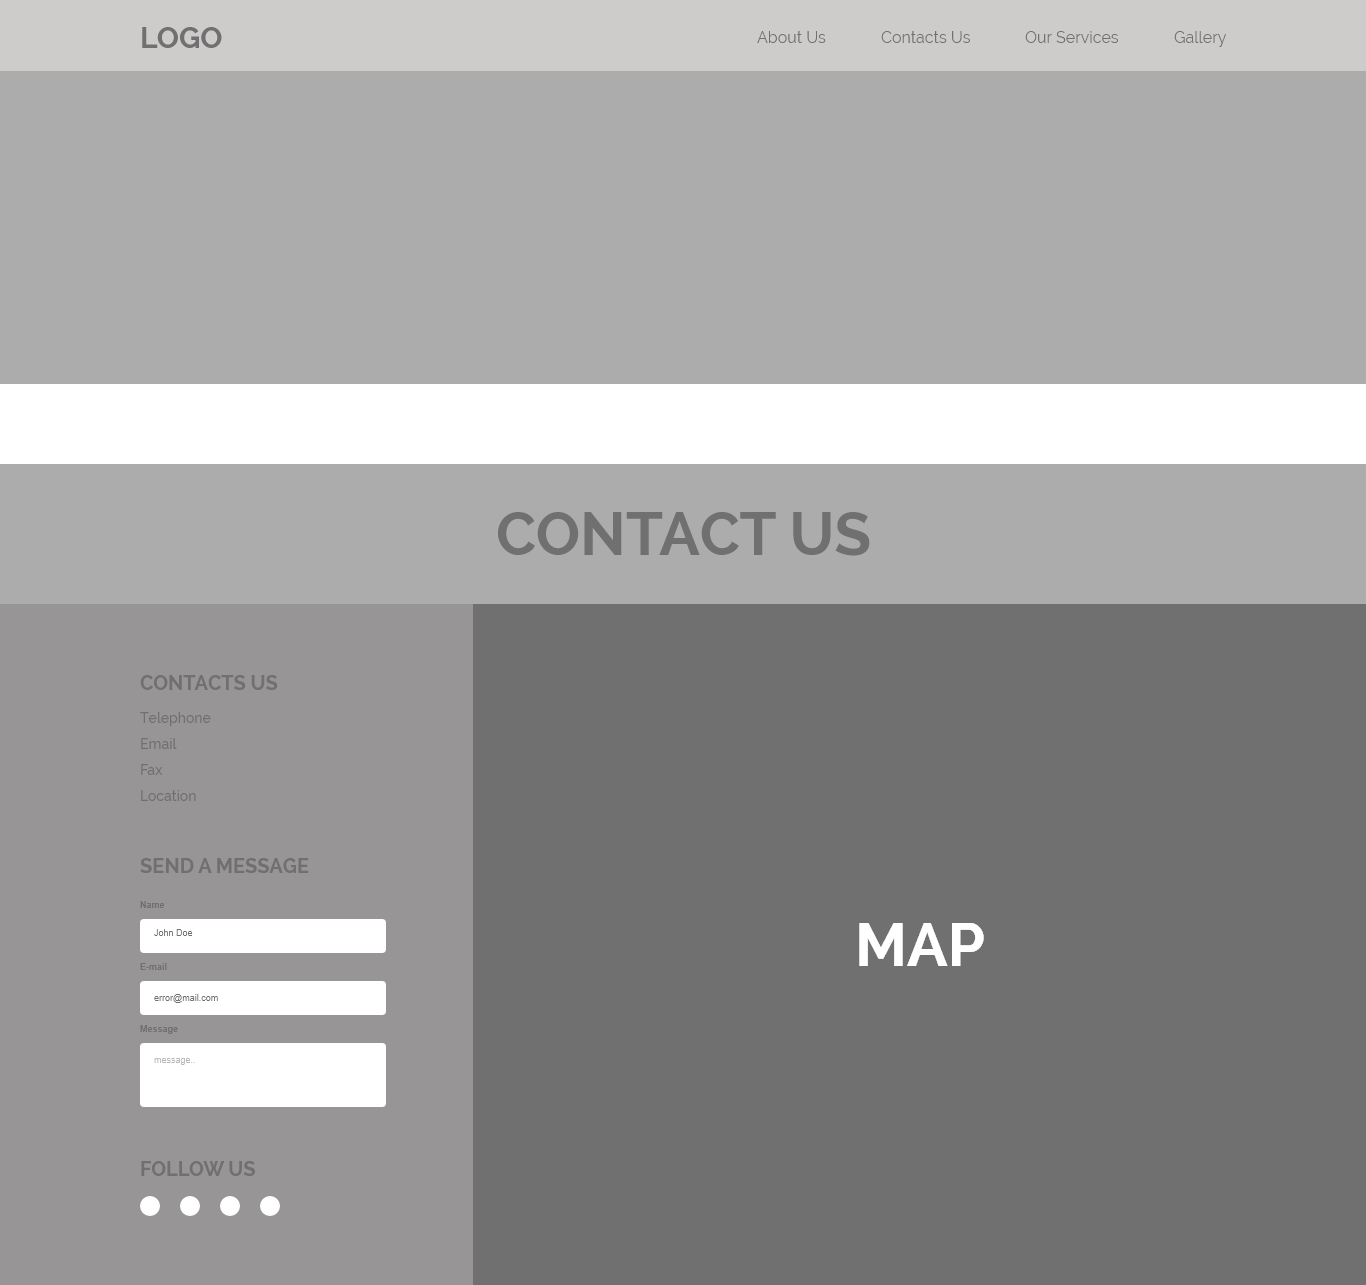 LOGO
About Us
Contacts Us
Our Services
Gallery
CONTACT US
CONTACTS US
Telephone
Email
Fax
Location
SEND A MESSAGE
Name
John Doe
E-mail
error@mail.com
Message
message..
FOLLOW US
MAP